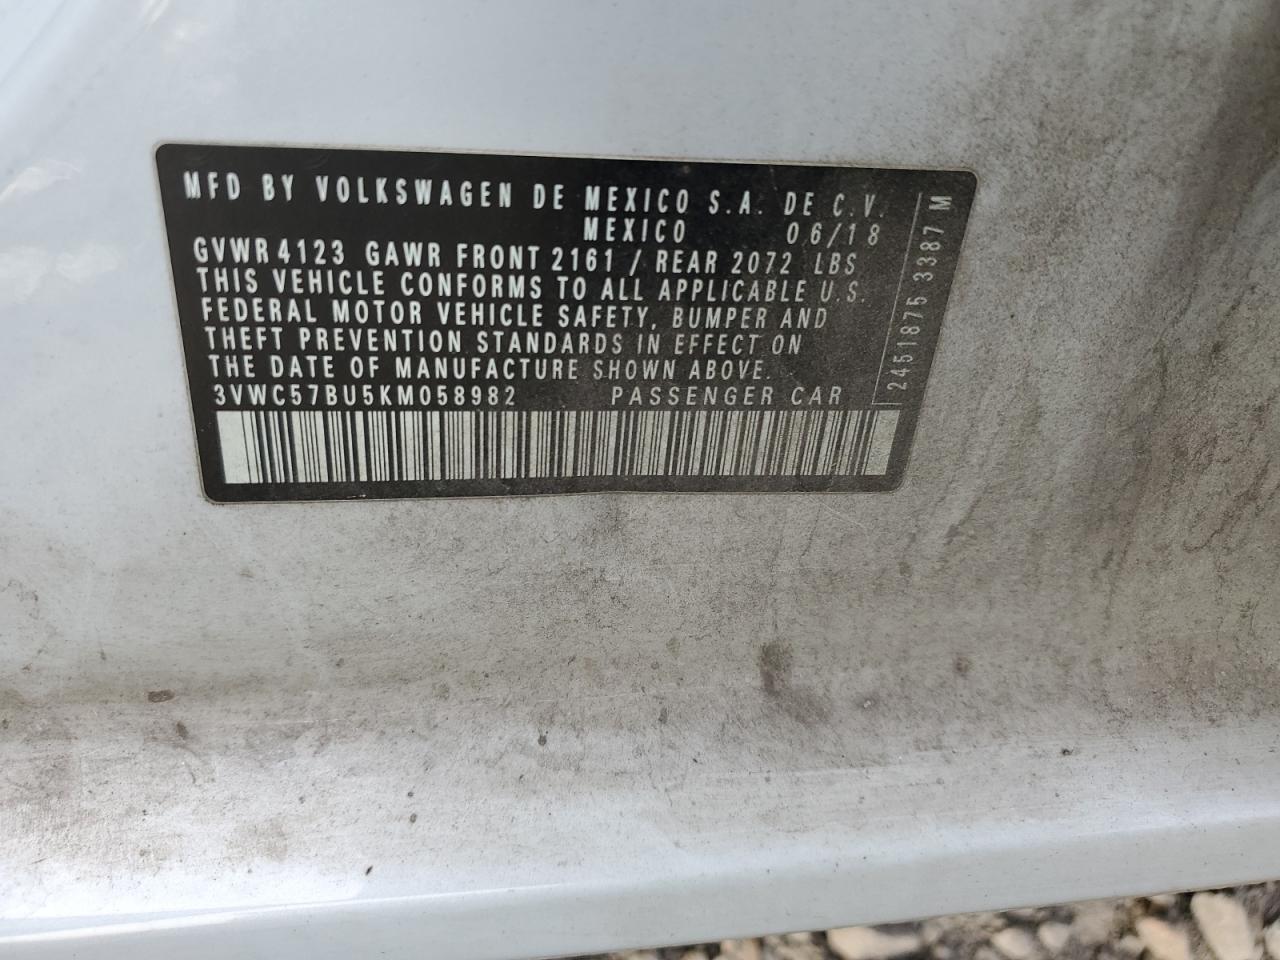 MFD BY VOLKSWAGEN DE MEXICO S.A. DE C.V.
MEXICO 06/18
GVWR 4123 GAWR FRONT 2161 / REAR 2072 LBS
THIS VEHICLE CONFORMS TO ALL APPLICABLE U.S.
FEDERAL MOTOR VEHICLE SAFETY, BUMPER AND
THEFT PREVENTION STANDARDS IN EFFECT ON
THE DATE OF MANUFACTURE SHOWN ABOVE.
3VWC57BU5KM058982 PASSENGER CAR
2451875 3387 M